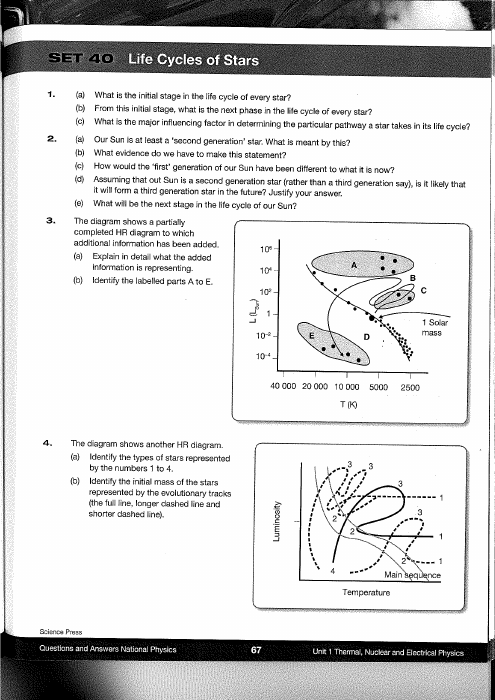 SET 40 Life Cycles of Stars
1. (a) What is the initial stage in the life cycle of every star?
(b) From this initial stage, what is the next phase in the life cycle of every star?
(c) What is the major influencing factor in determining the particular pathway a star takes in its life cycle?
2. (a) Our Sun is at least a 'second generation' star. What is meant by this?
(b) What evidence do we have to make this statement?
(c) How would the 'first' generation of our Sun have been different to what it is now?
(d) Assuming that out Sun is a second generation star (rather than a third generation say), is it likely that
it will form a third generation star in the future? Justify your answer.
(e) What will be the next stage in the life cycle of our Sun?
3. The diagram shows a partially
completed HR diagram to which
additional information has been added.
(a) Explain in detail what the added
information is representing.
(b) Identify the labelled parts A to E.
10⁶
10⁴
10²
1
10⁻²
10⁻⁴
L (L Sun)
A
B
C
1 Solar
mass
E
D
40 000 20 000 10 000 5000 2500
T (K)
4. The diagram shows another HR diagram.
(a) Identify the types of stars represented
by the numbers 1 to 4.
(b) Identify the initial mass of the stars
represented by the evolutionary tracks
(the full line, longer dashed line and
shorter dashed line).
Luminosity
3
3
3
1
2
3
2
1
2
1
4
Main sequence
Temperature
Science Press
Questions and Answers National Physics 67 Unit 1 Thermal, Nuclear and Electrical Physics